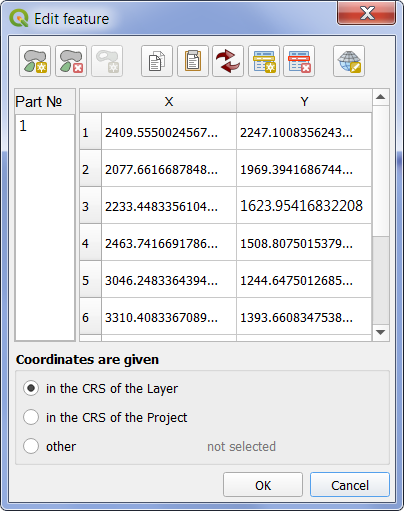 Edit feature
Part №
X
Y
1
1
2409.5550024567...
2247.1008356243...
2
2077.6616687848...
1969.3941686744...
3
2233.4483356104...
1623.95416832208
4
2463.7416691786...
1508.8075015379...
5
3046.2483364394...
1244.6475012685...
6
3310.4083367089...
1393.6608347538...
Coordinates are given
in the CRS of the Layer
in the CRS of the Project
other
not selected
OK
Cancel